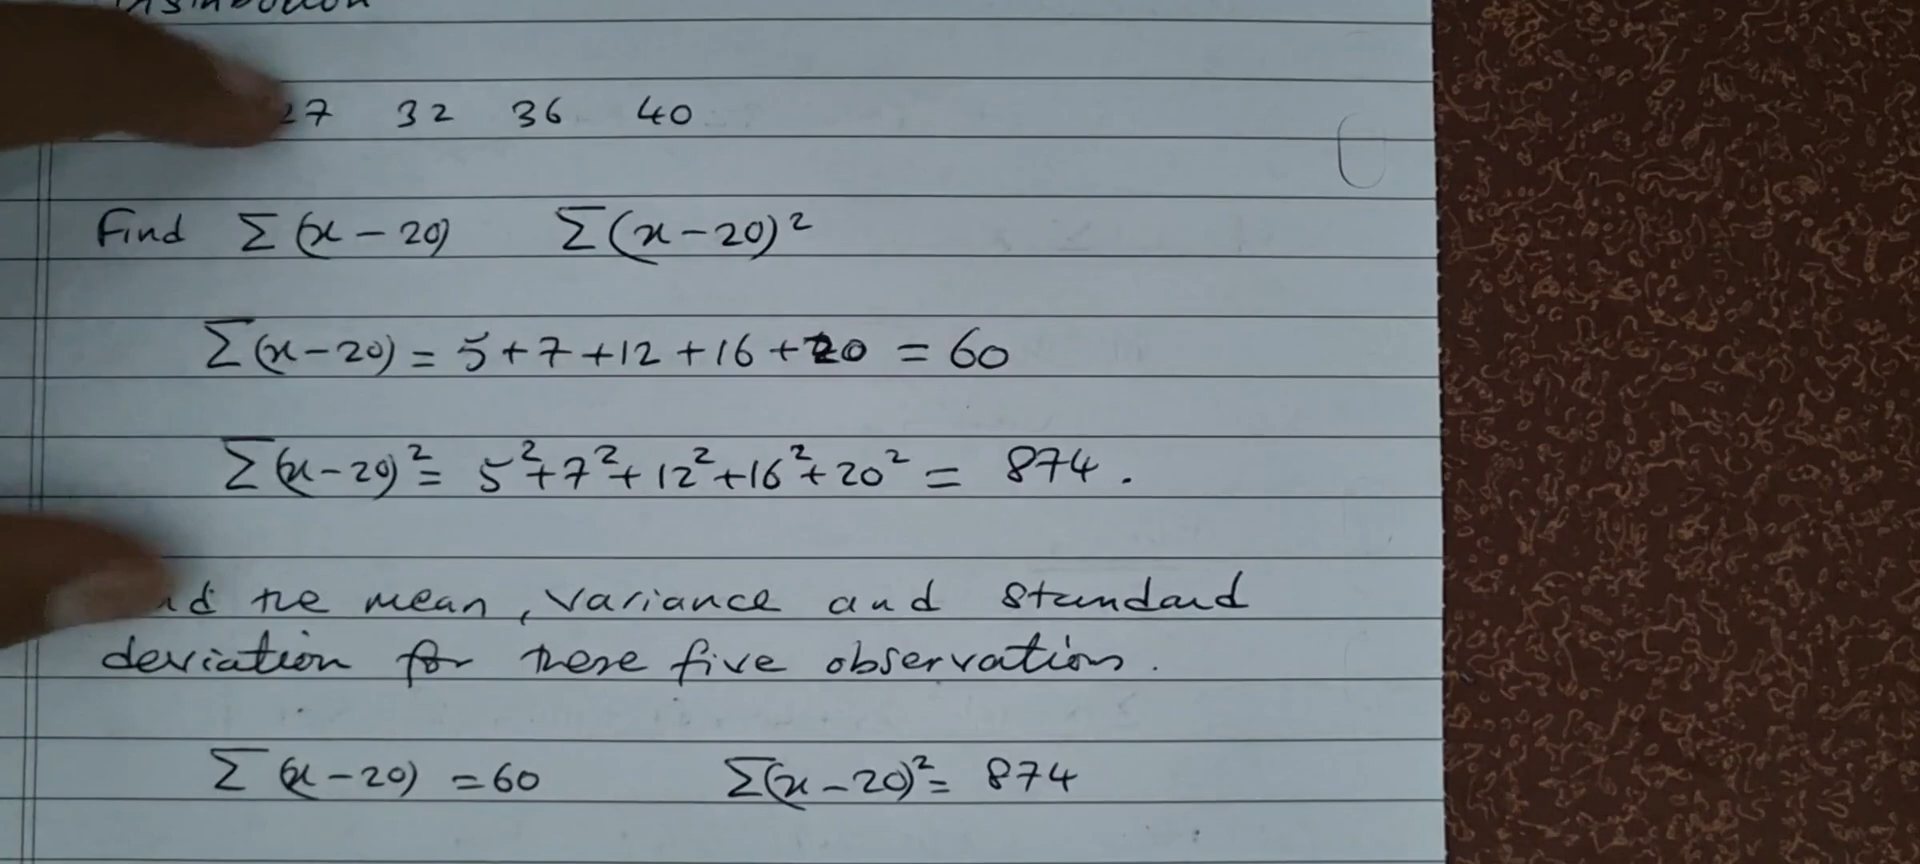 27 32 36 40
Find Σ(x-20) Σ(x-20)²
Σ(x-20) = 5+7+12+16+20 = 60
Σ(x-20)² = 5²+7²+12²+16²+20² = 874.
the mean, variance and standard
deviation for these five observations.
Σ(x-20) = 60 Σ(x-20)² = 874